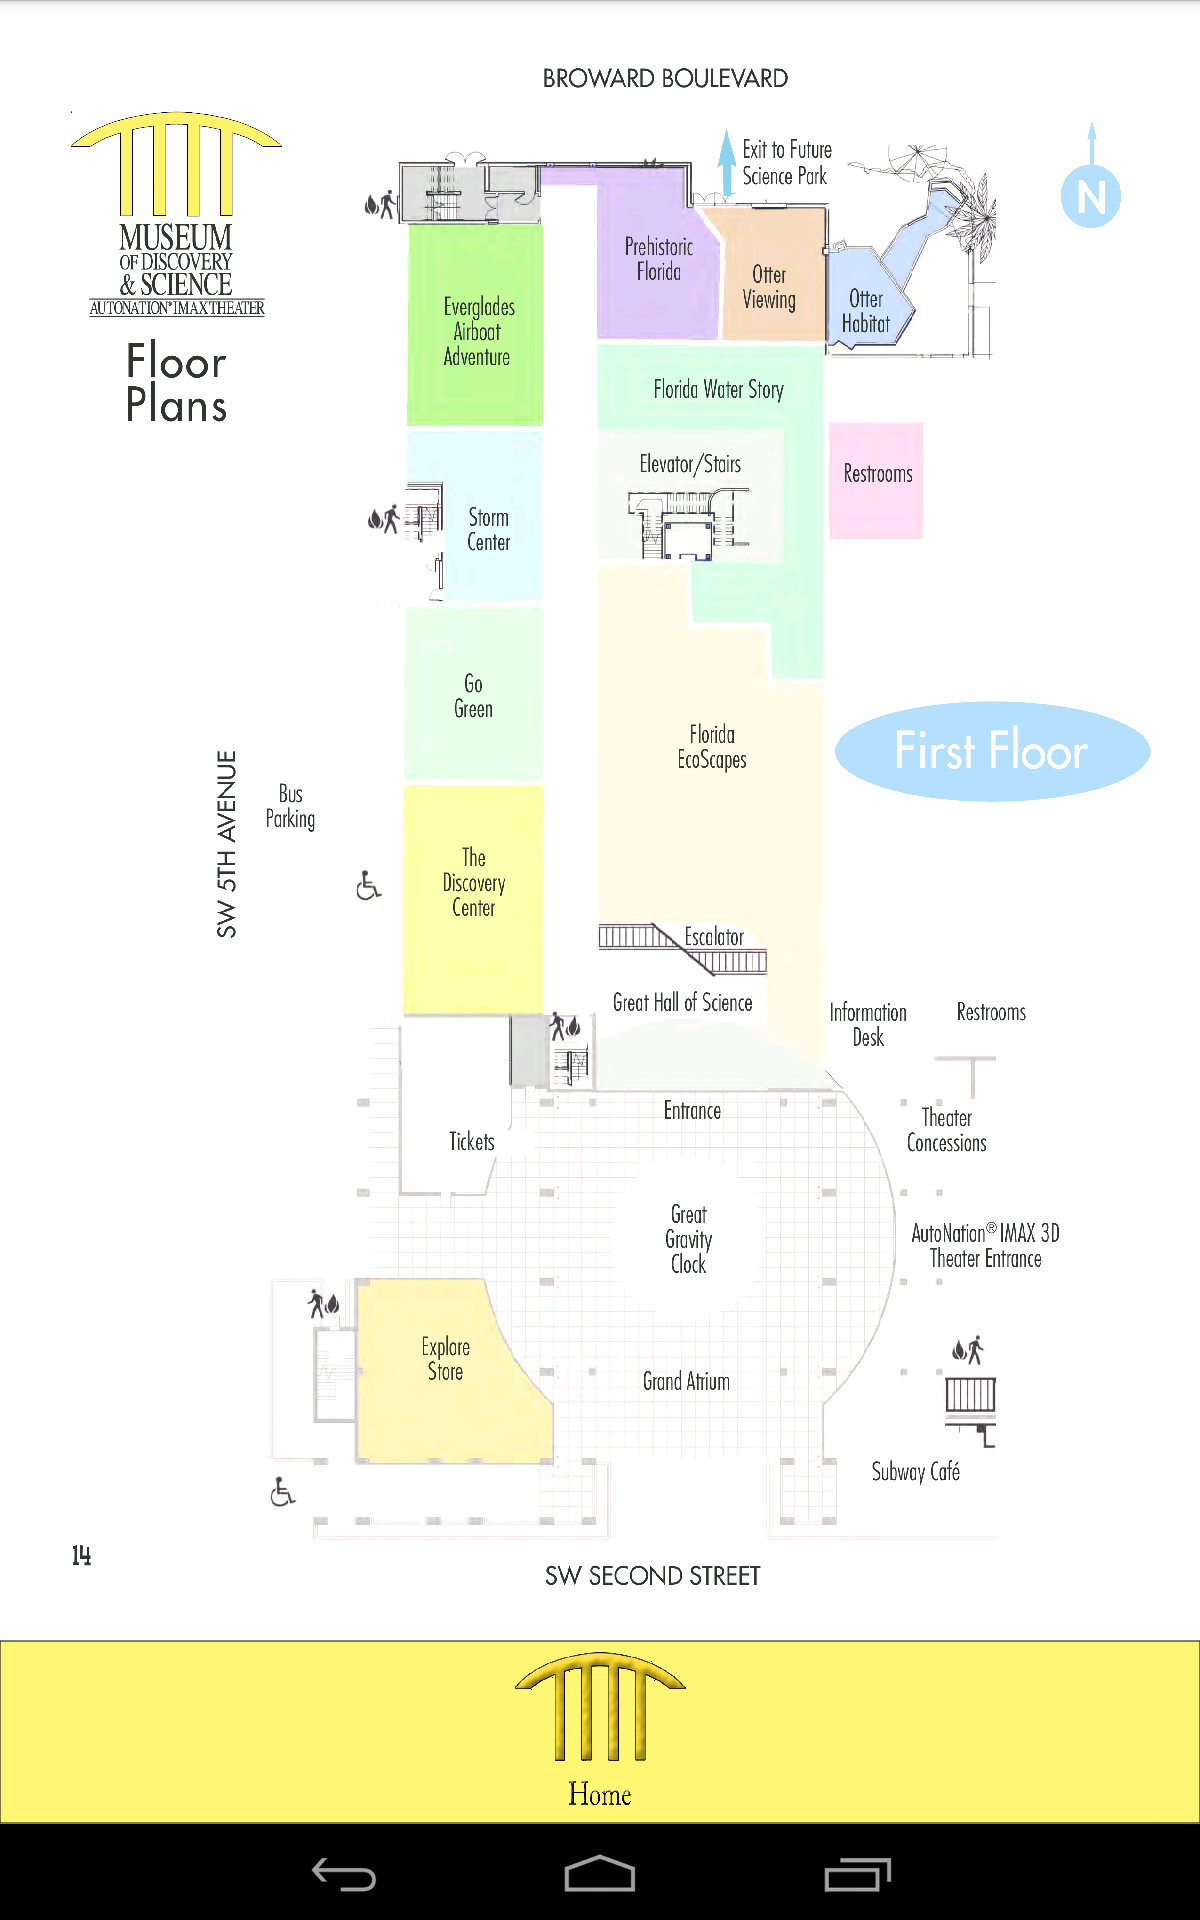 BROWARD BOULEVARD
MUSEUM
OF DISCOVERY
& SCIENCE
AUTONATION® IMAX THEATER
Floor
Plans
Exit to Future
Science Park
N
Prehistoric
Florida
Otter
Viewing
Otter
Habitat
Everglades
Airboat
Adventure
Florida Water Story
Elevator/Stairs
Restrooms
Storm
Center
Go
Green
Florida
EcoScapes
First Floor
SW 5TH AVENUE
Bus
Parking
The
Discovery
Center
Escalator
Great Hall of Science
Information
Desk
Restrooms
Entrance
Theater
Concessions
Tickets
Great
Gravity
Clock
AutoNation® IMAX 3D
Theater Entrance
Explore
Store
Grand Atrium
Subway Café
14
SW SECOND STREET
Home